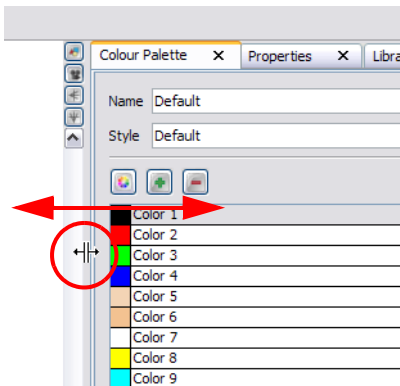 Colour Palette x Properties x Libra
Name Default
Style Default
Color 1
Color 2
Color 3
Color 4
Color 5
Color 6
Color 7
Color 8
Color 9